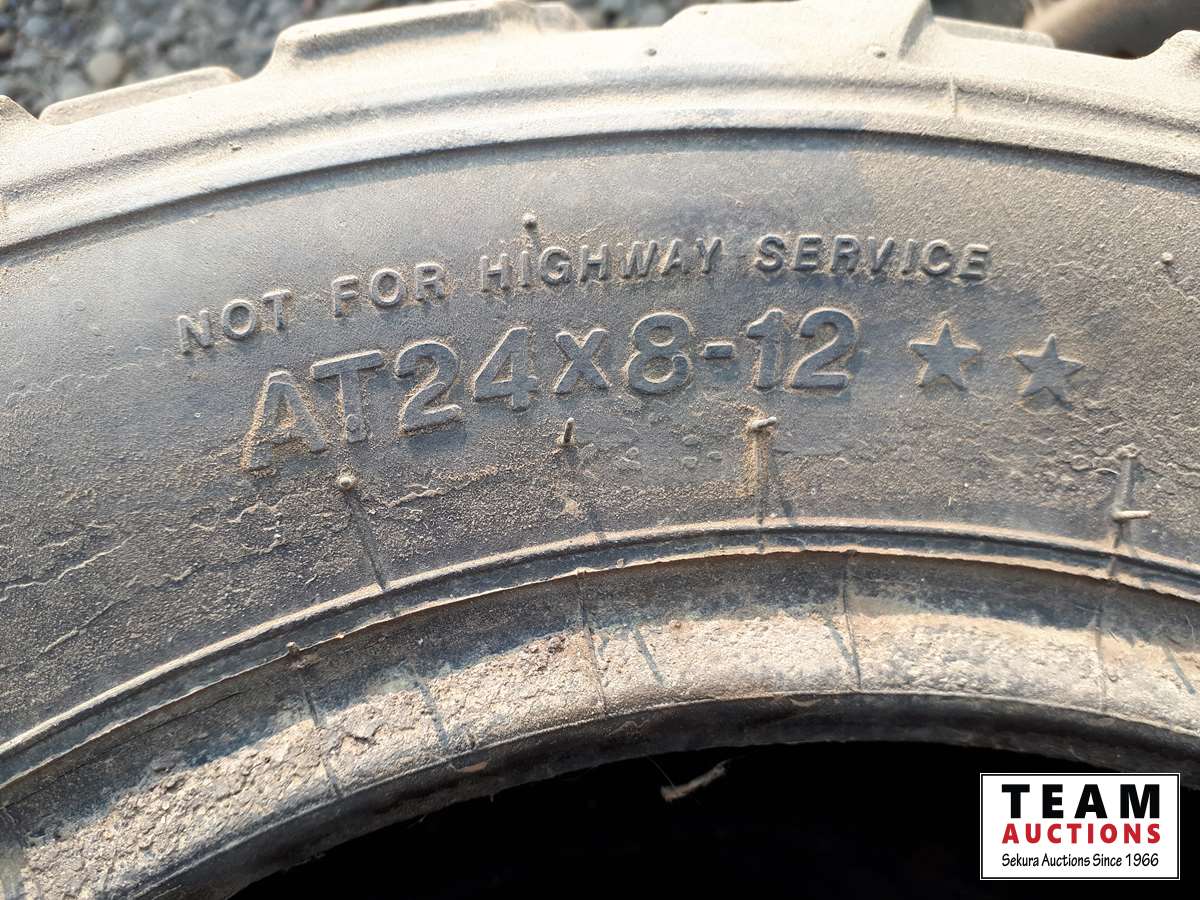 NOT FOR HIGHWAY SERVICE
AT24x8-12 ★★
TEAM
AUCTIONS
Sekura Auctions Since 1966